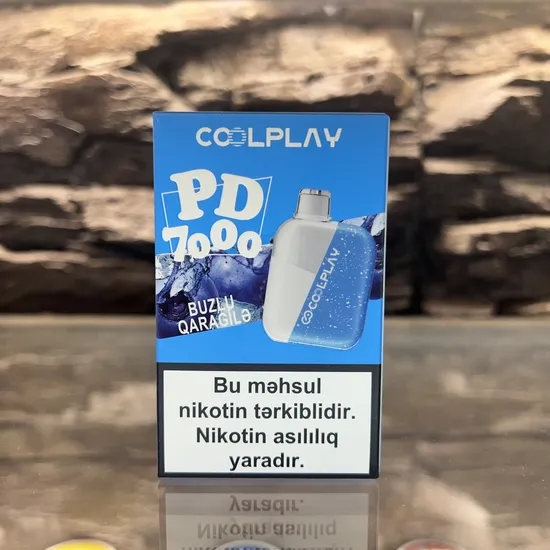 COOLPLAY
PD
7000
BUZLU
QARAGİLƏ
COOLPLAY
Bu məhsul
nikotin tərkiblidir.
Nikotin asılılıq
yaradır.